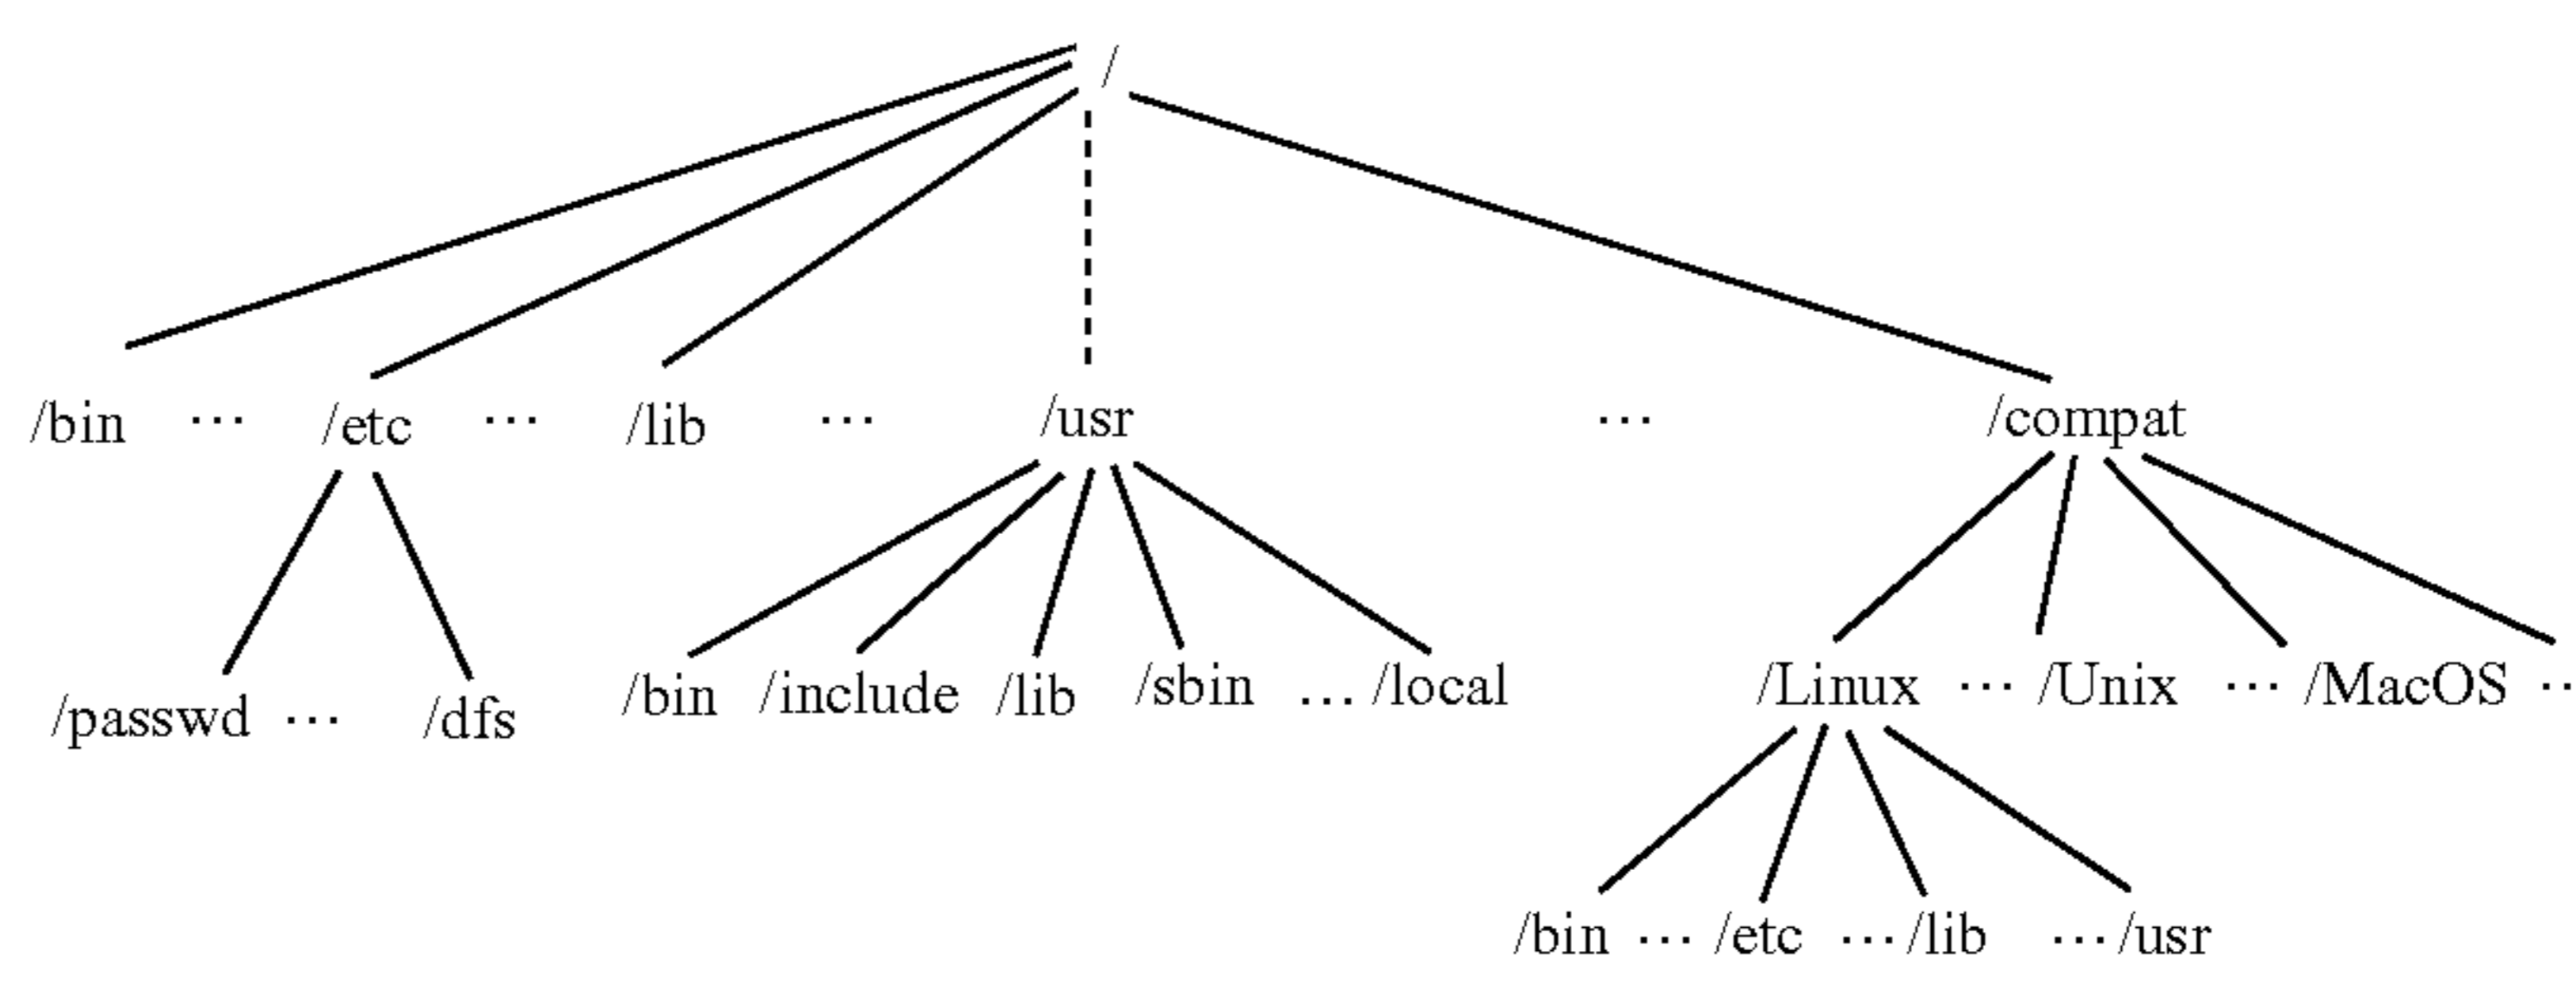 /
/bin … /etc … /lib … /usr … /compat
/passwd … /dfs /bin /include /lib /sbin … /local /Linux … /Unix … /MacOS ..
/bin … /etc … /lib … /usr